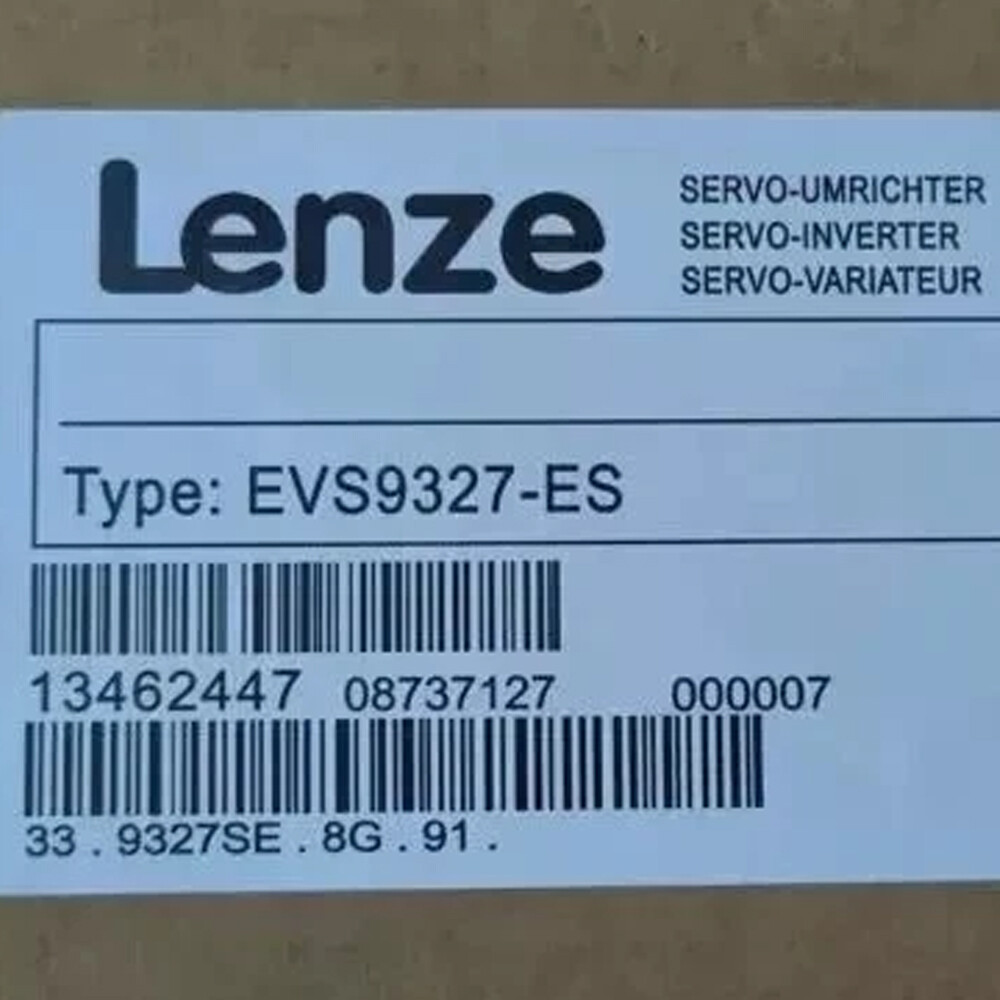 Lenze
SERVO-UMRICHTER
SERVO-INVERTER
SERVO-VARIATEUR
Type: EVS9327-ES
13462447 08737127 000007
33 . 9327SE . 8G . 91 .